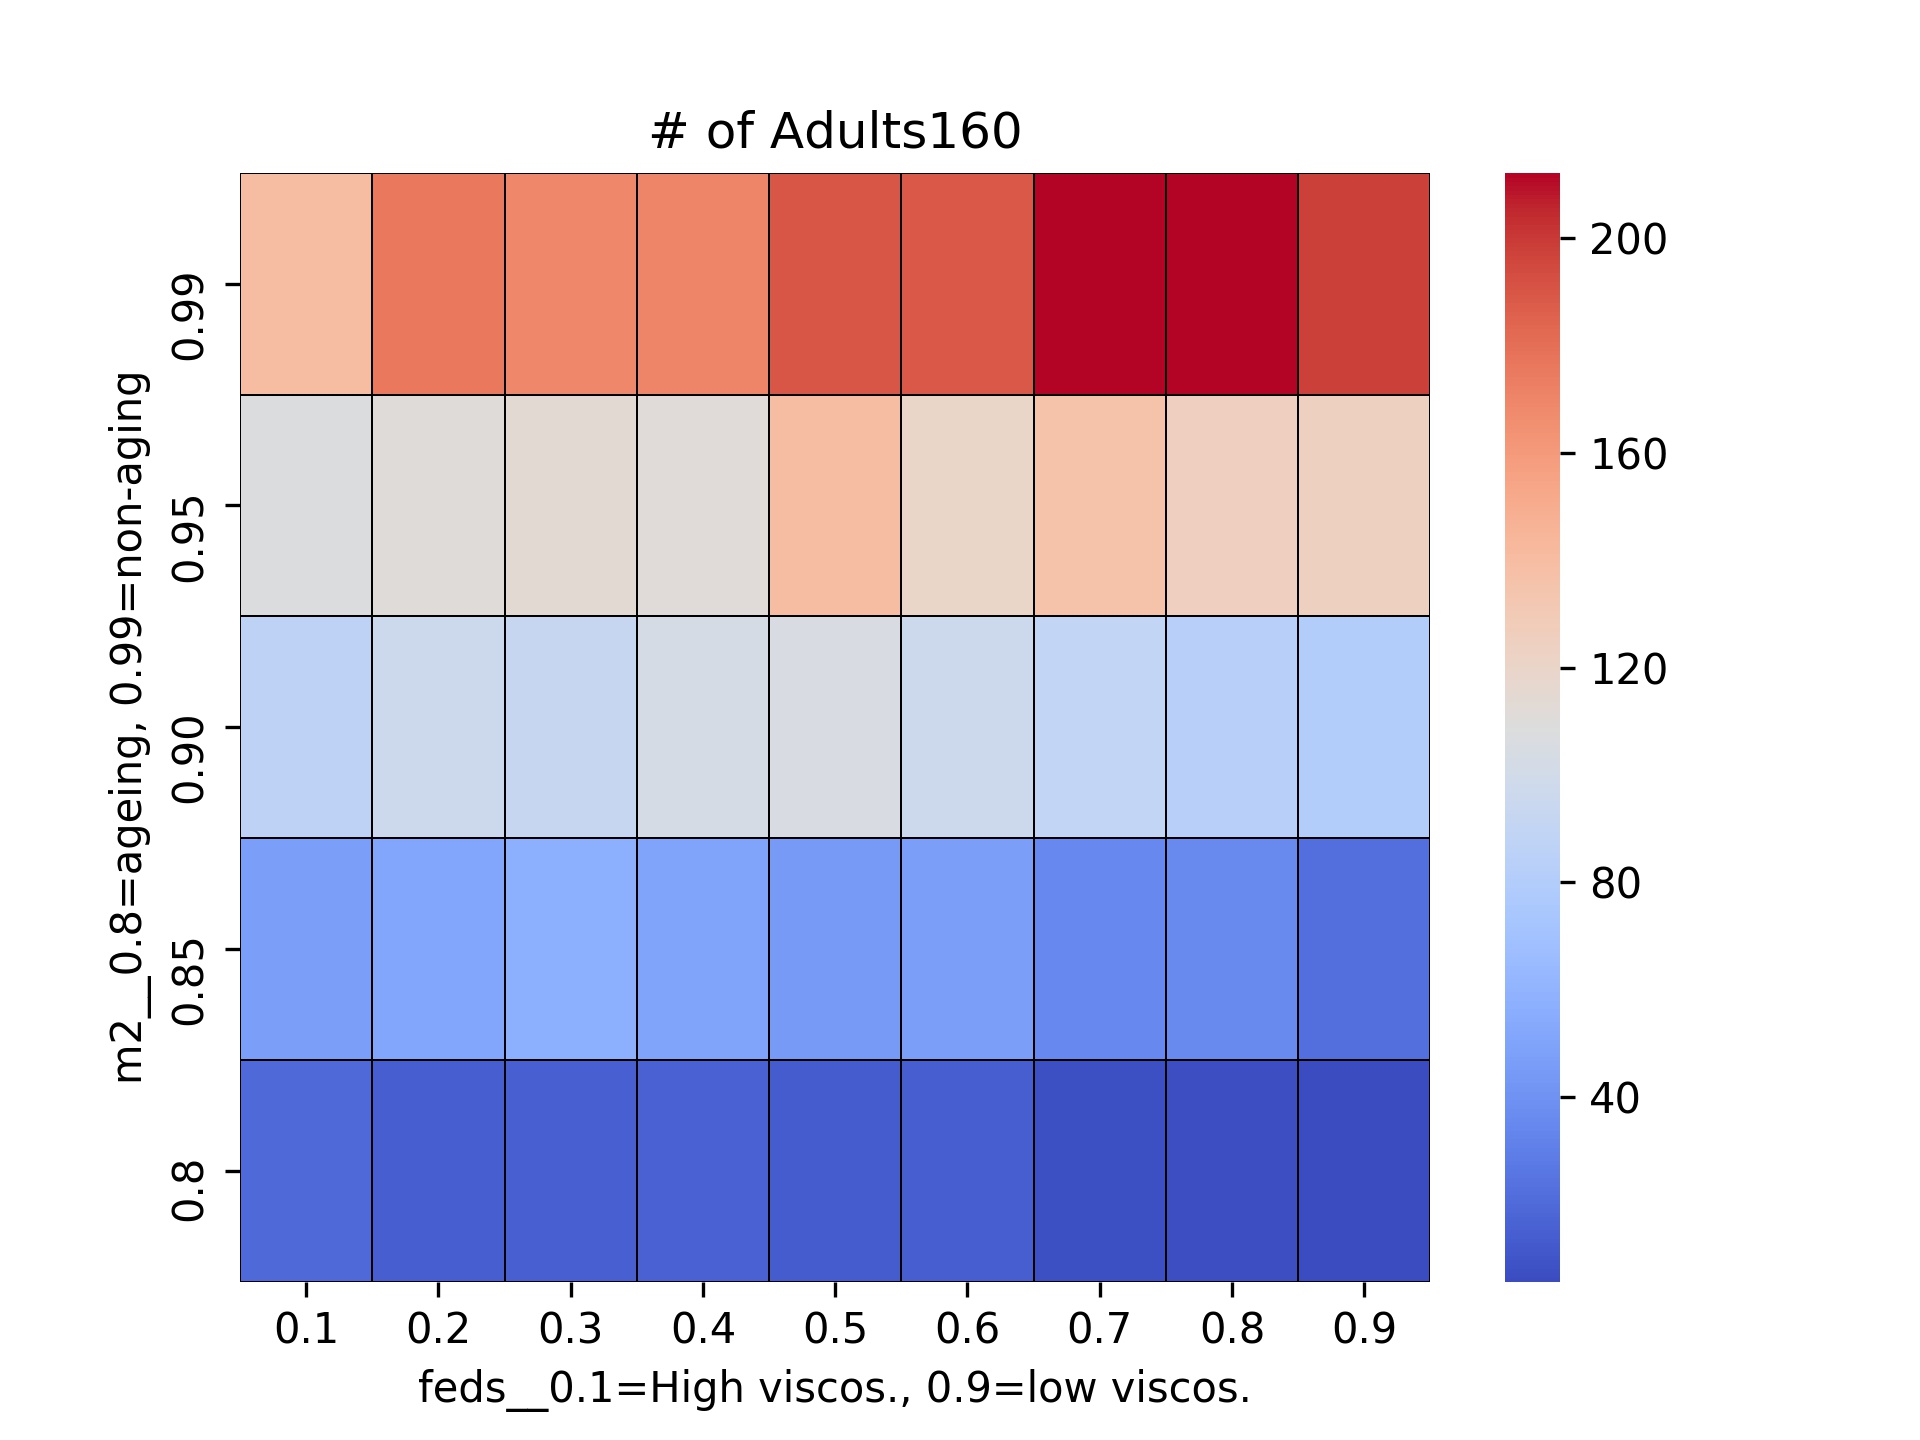 # of Adults160
m2__0.8=ageing, 0.99=non-aging
0.99
0.95
0.90
0.85
0.8
0.1 0.2 0.3 0.4 0.5 0.6 0.7 0.8 0.9
feds__0.1=High viscos., 0.9=low viscos.
200
160
120
80
40